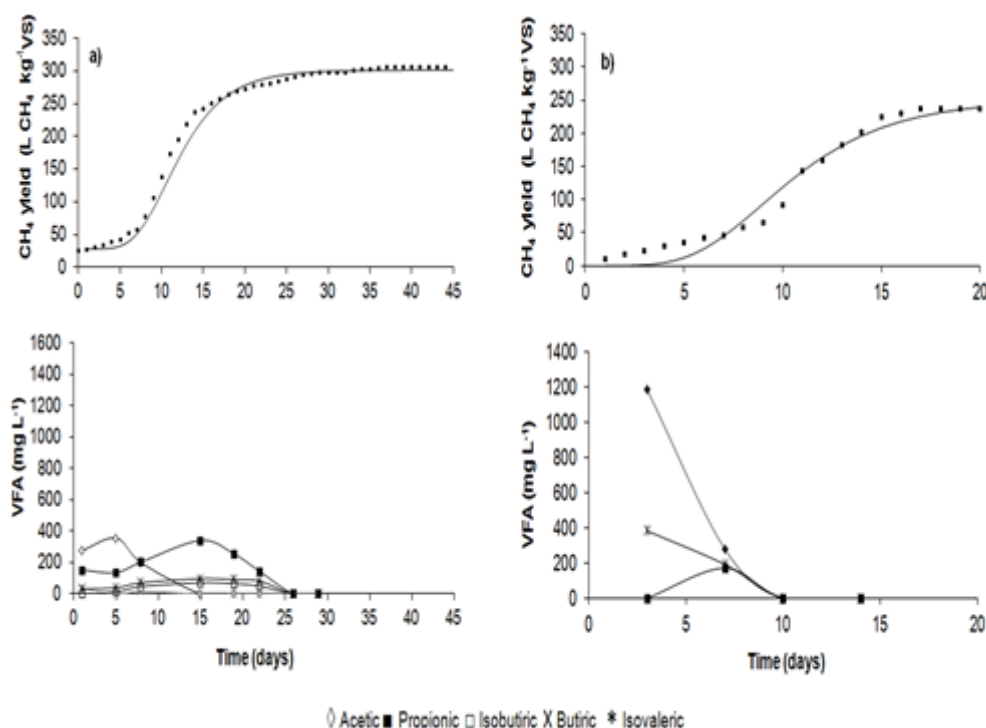 a)
CH₄ yield (L CH₄ kg⁻¹VS)
350
300
250
200
150
100
50
0
0 5 10 15 20 25 30 35 40 45
b)
CH₄ yield (L CH₄ kg⁻¹VS)
350
300
250
200
150
100
50
0
0 5 10 15 20
VFA (mg L⁻¹)
1600
1400
1200
1000
800
600
400
200
0
0 5 10 15 20 25 30 35 40 45
Time (days)
VFA (mg L⁻¹)
1400
1200
1000
800
600
400
200
0
0 5 10 15 20
Time (days)
◊ Acetic ■ Propionic □ Isobutiric X Butiric * Isovaleric